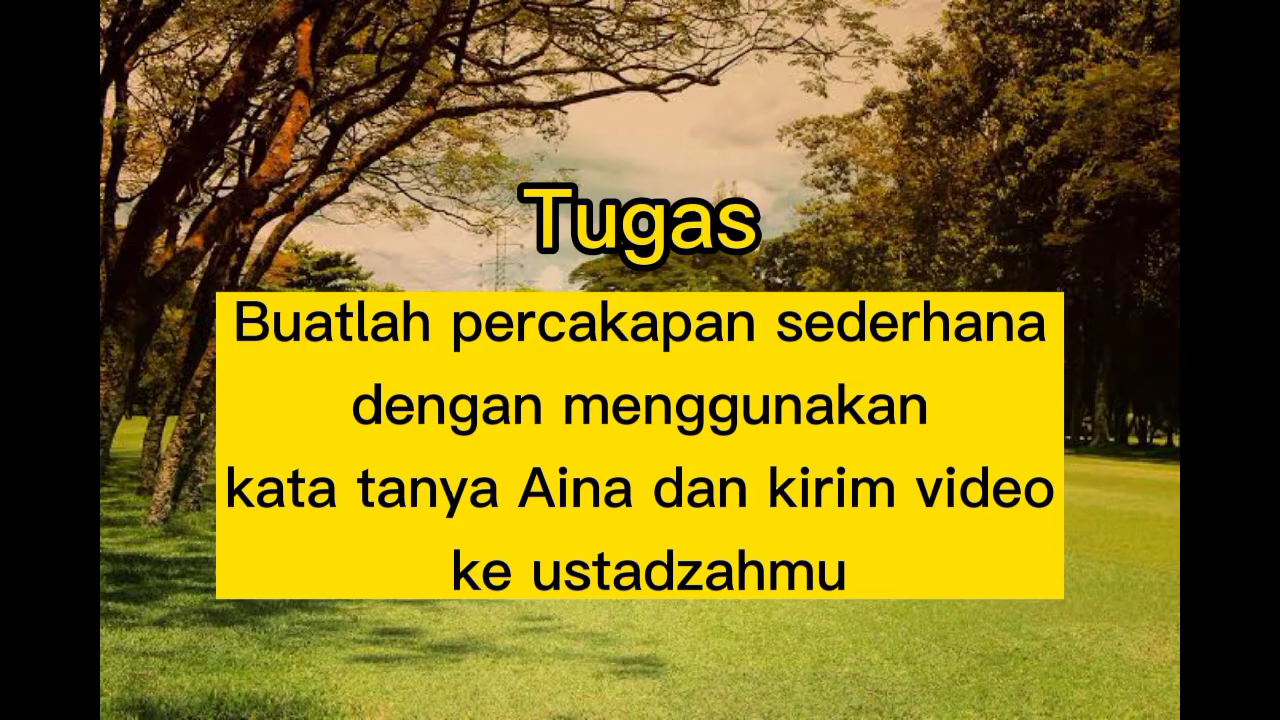 Tugas
Buatlah percakapan sederhana
dengan menggunakan
kata tanya Aina dan kirim video
ke ustadzahmu